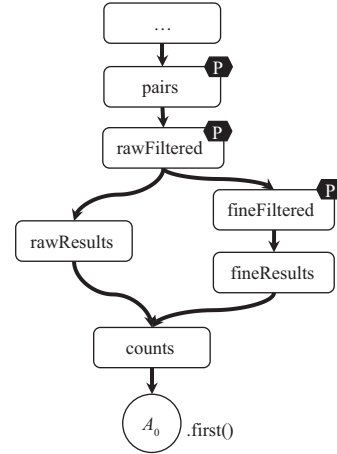 ...
P
pairs
P
rawFiltered
P
fineFiltered
rawResults
fineResults
counts
A₀ .first()